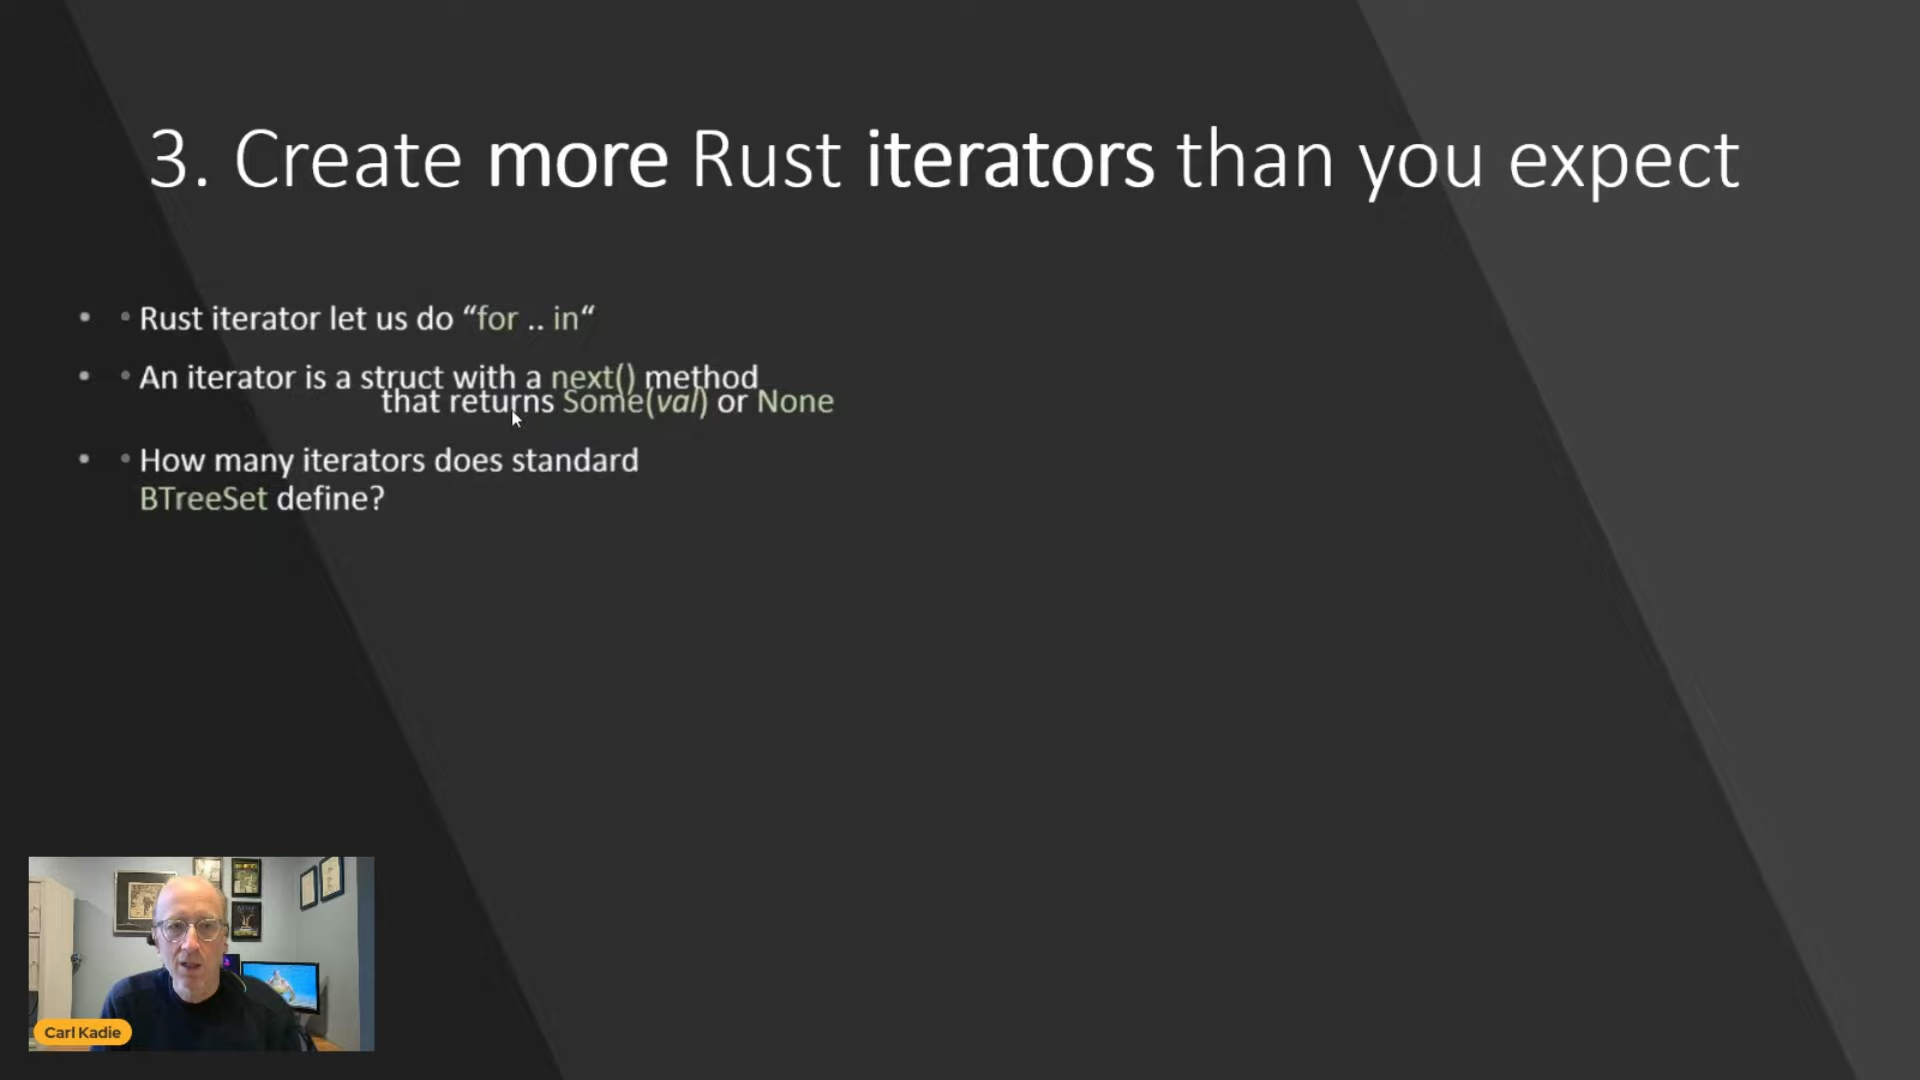 3. Create more Rust iterators than you expect
• • Rust iterator let us do “for .. in“
• • An iterator is a struct with a next() method
that returns Some(val) or None
• • How many iterators does standard
BTreeSet define?
Carl Kadie